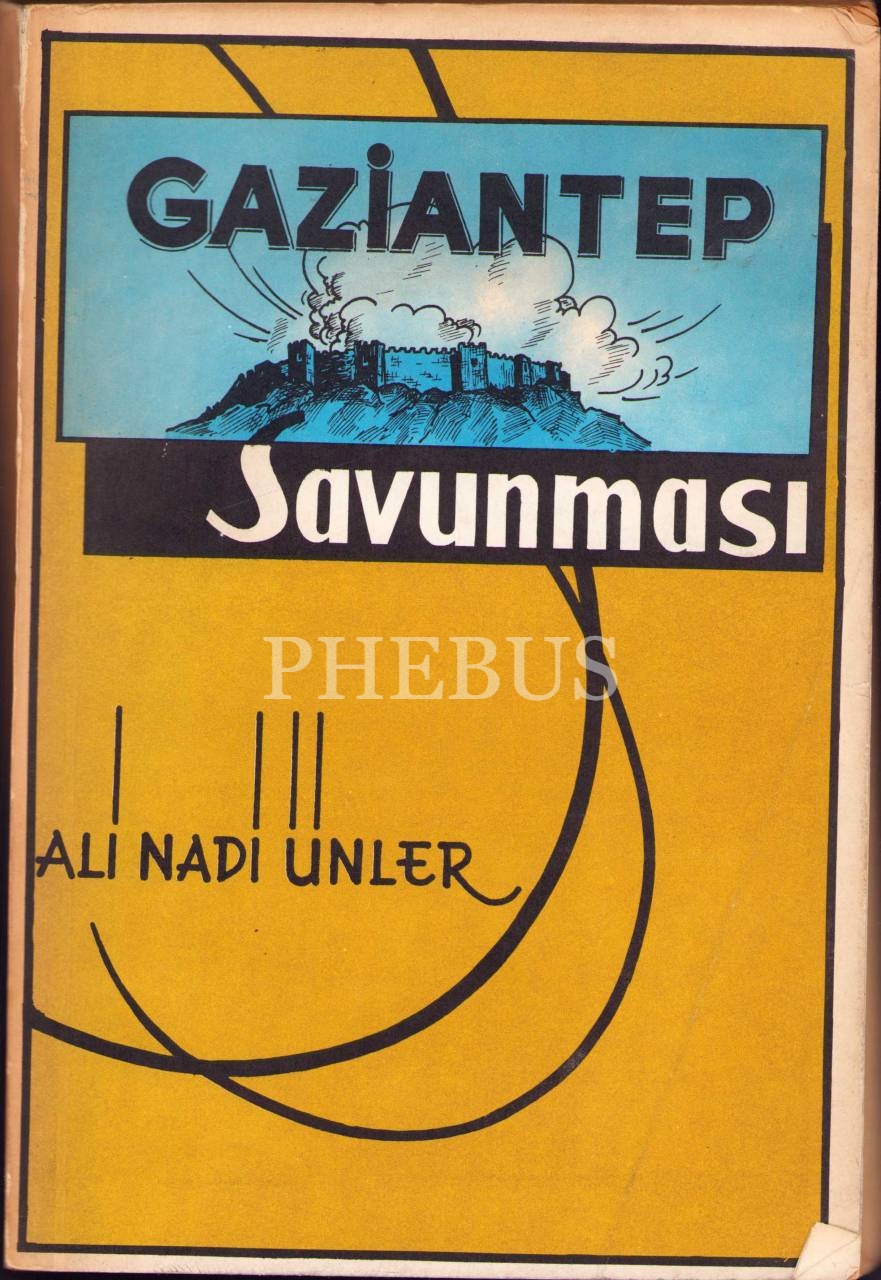 GAZİANTEP
Savunması
PHEBUS
ALİ NADİ ÜNLER